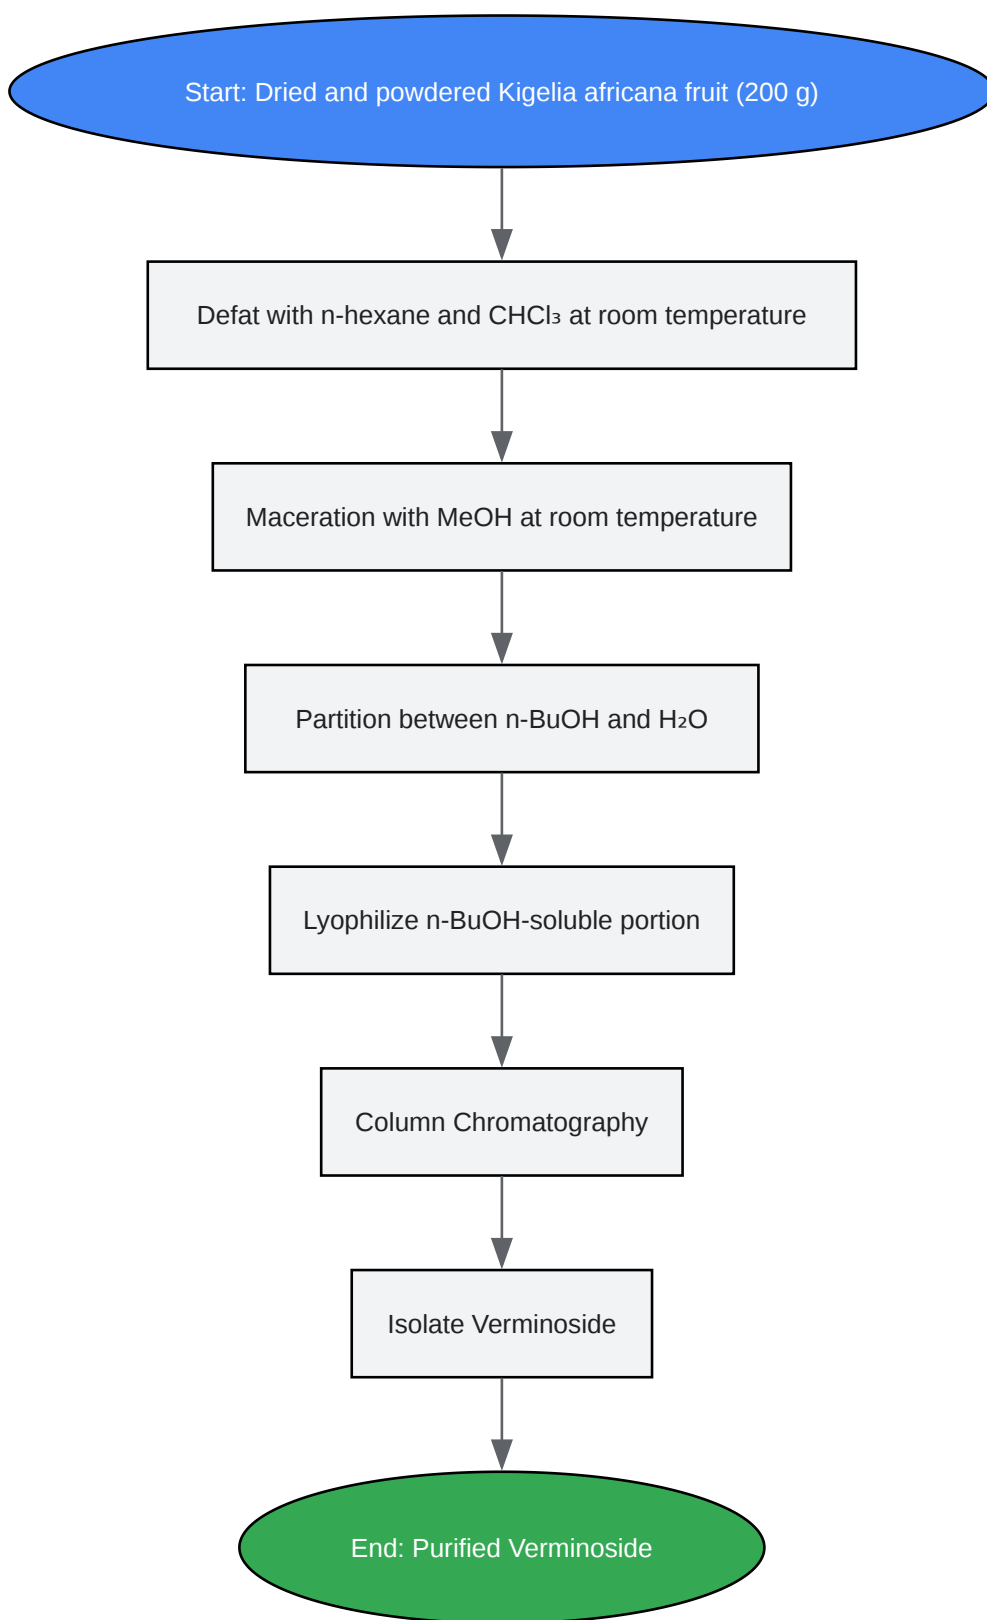 Start: Dried and powdered Kigelia africana fruit (200 g)
Defat with n-hexane and CHCl₃ at room temperature
Maceration with MeOH at room temperature
Partition between n-BuOH and H₂O
Lyophilize n-BuOH-soluble portion
Column Chromatography
Isolate Verminoside
End: Purified Verminoside